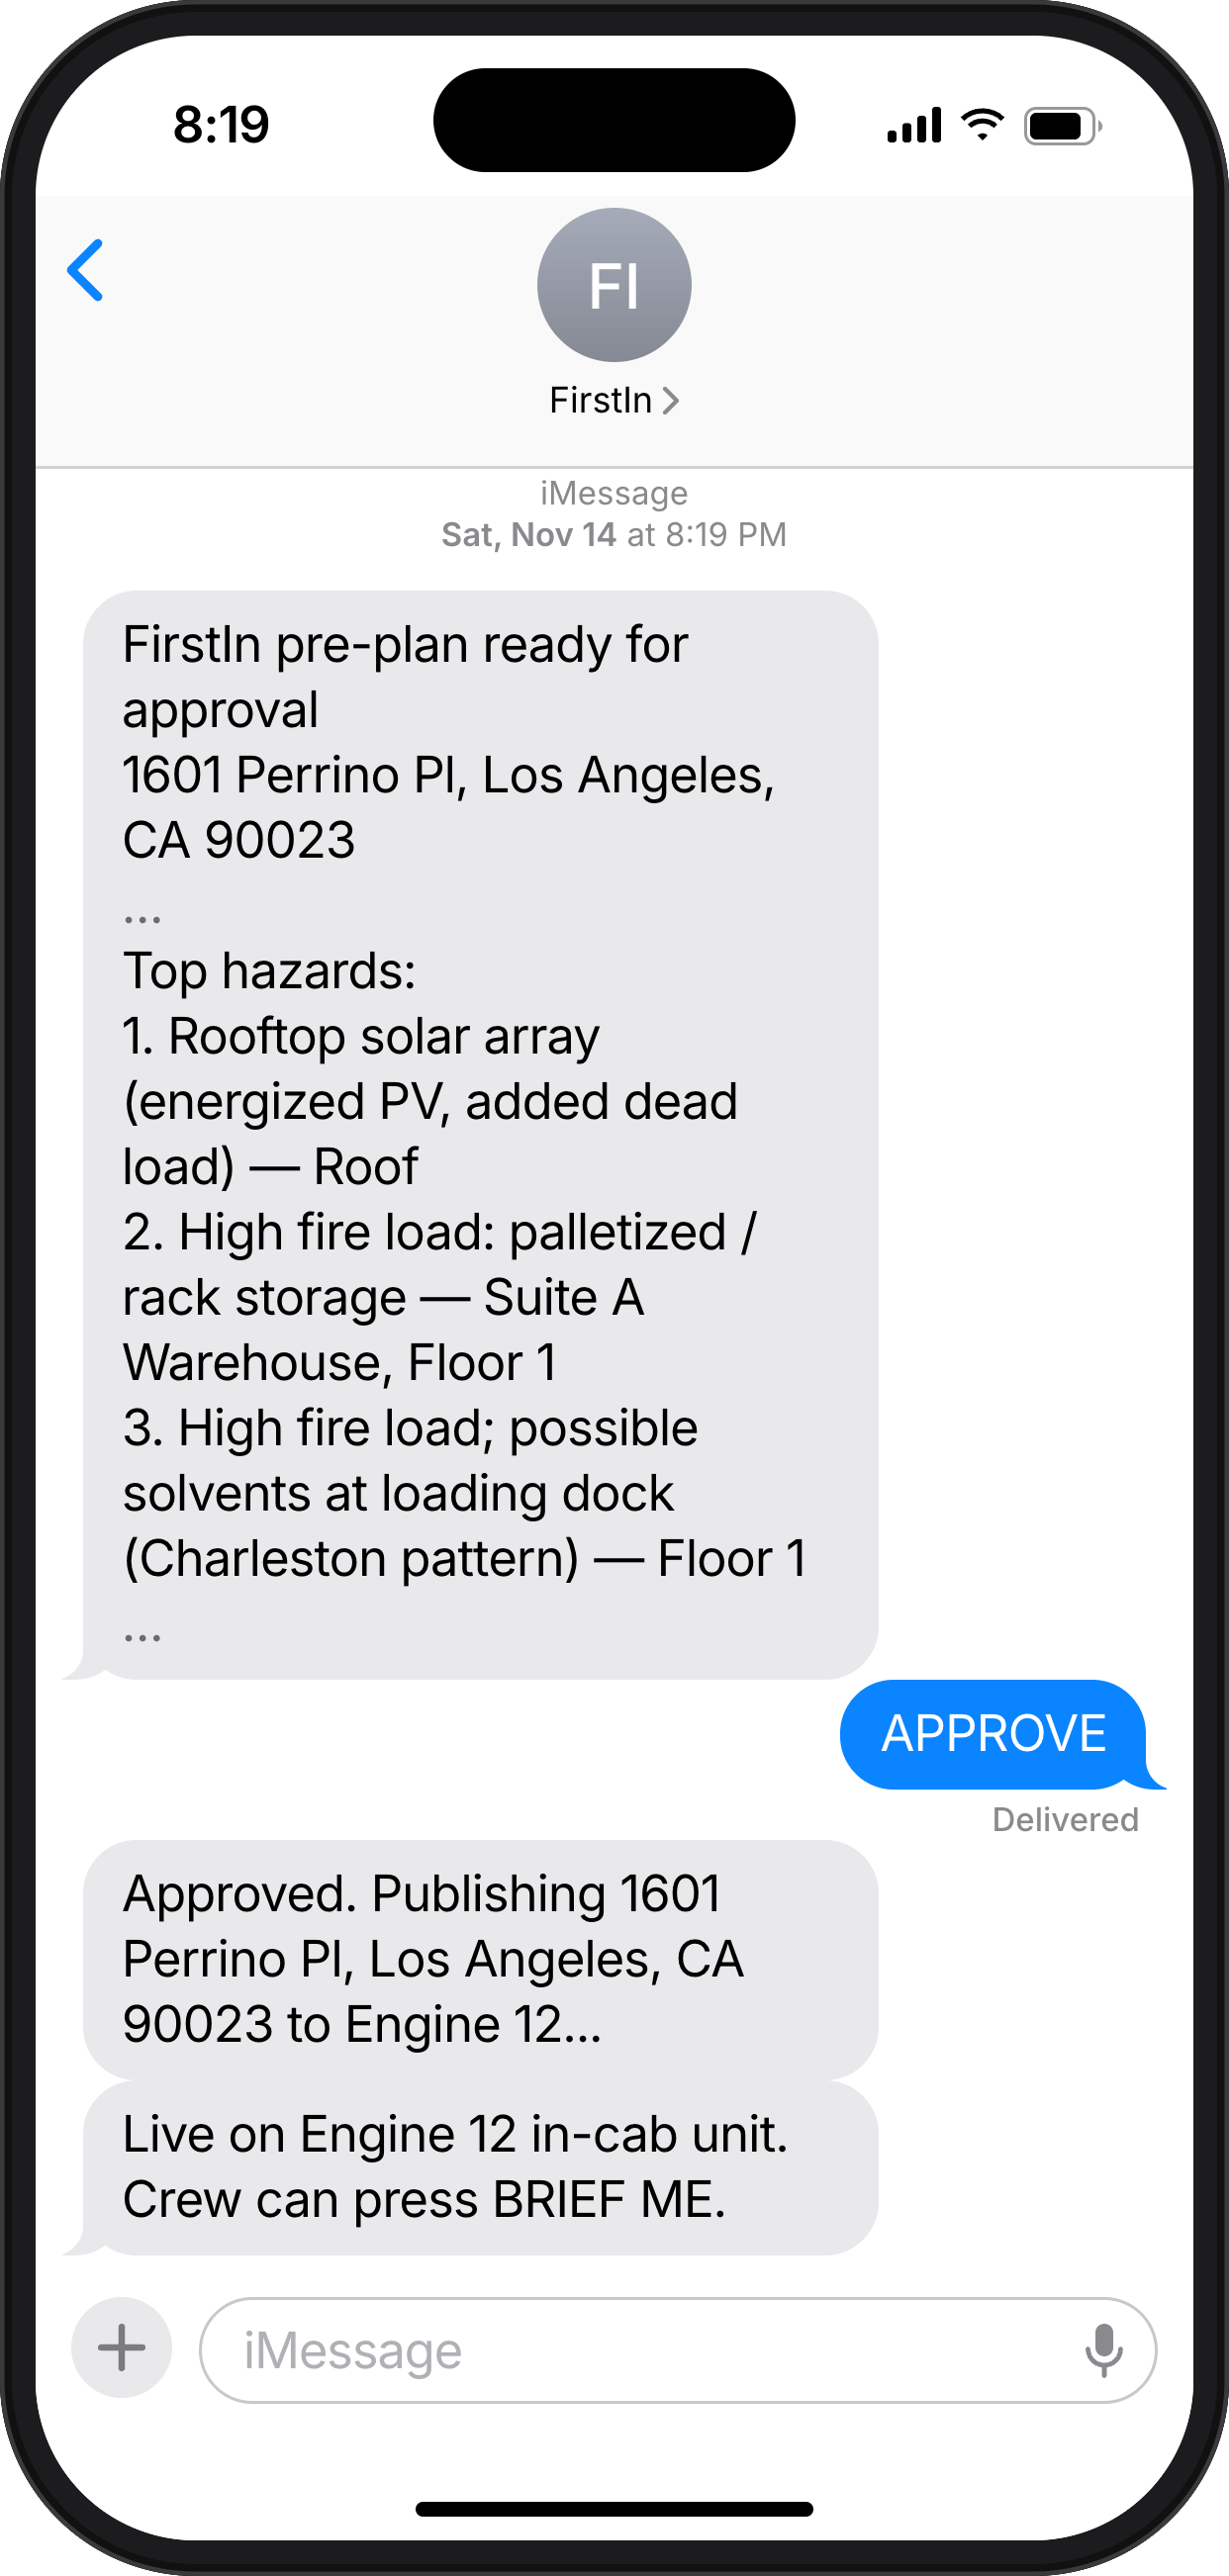 8:19
FI
FirstIn
iMessage
Sat, Nov 14 at 8:19 PM
FirstIn pre-plan ready for
approval
1601 Perrino Pl, Los Angeles,
CA 90023
...
Top hazards:
1. Rooftop solar array
(energized PV, added dead
load) — Roof
2. High fire load: palletized /
rack storage — Suite A
Warehouse, Floor 1
3. High fire load; possible
solvents at loading dock
(Charleston pattern) — Floor 1
...
APPROVE
Delivered
Approved. Publishing 1601
Perrino Pl, Los Angeles, CA
90023 to Engine 12...
Live on Engine 12 in-cab unit.
Crew can press BRIEF ME.
iMessage